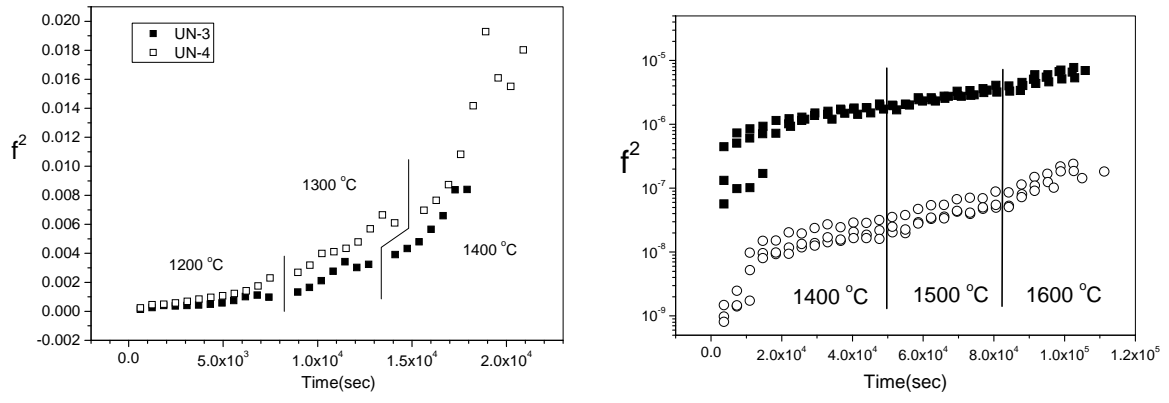 0.020
0.018
0.016
0.014
0.012
0.010
0.008
0.006
0.004
0.002
0.000
-0.002
f²
UN-3
UN-4
1200 °C
1300 °C
1400 °C
0.0
5.0x10³
1.0x10⁴
1.5x10⁴
2.0x10⁴
Time(sec)
10⁻⁵
10⁻⁶
10⁻⁷
10⁻⁸
10⁻⁹
f²
1400 °C
1500 °C
1600 °C
0.0
2.0x10⁴
4.0x10⁴
6.0x10⁴
8.0x10⁴
1.0x10⁵
1.2x10⁵
Time(sec)